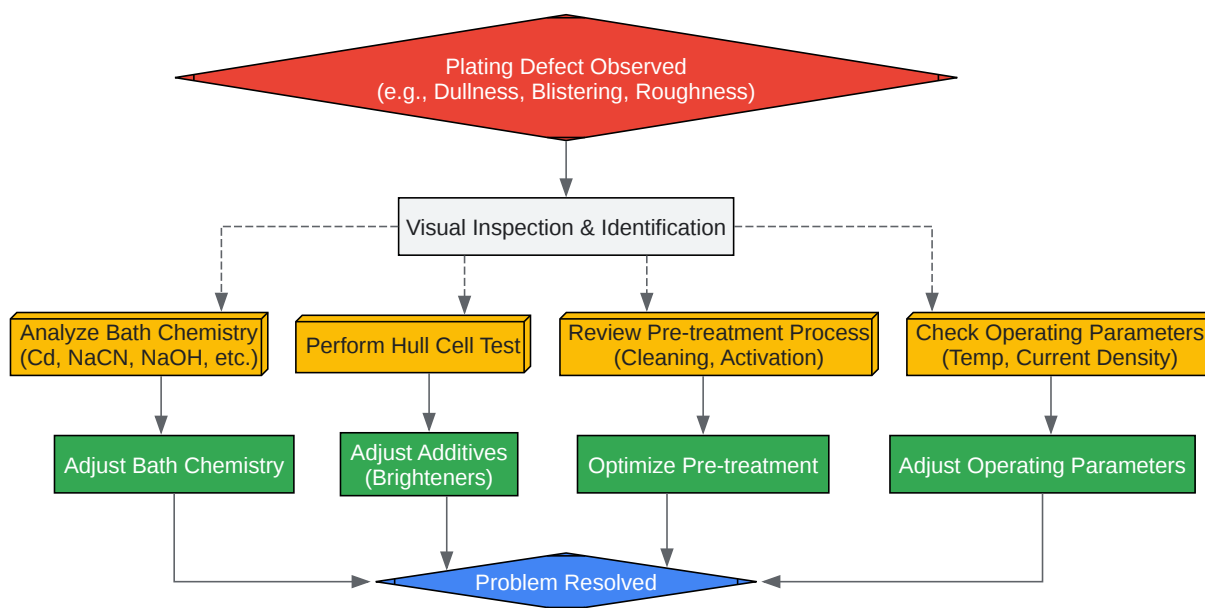 Plating Defect Observed
(e.g., Dullness, Blistering, Roughness)
Visual Inspection & Identification
Analyze Bath Chemistry
(Cd, NaCN, NaOH, etc.)
Perform Hull Cell Test
Review Pre-treatment Process
(Cleaning, Activation)
Check Operating Parameters
(Temp, Current Density)
Adjust Bath Chemistry
Adjust Additives
(Brighteners)
Optimize Pre-treatment
Adjust Operating Parameters
Problem Resolved